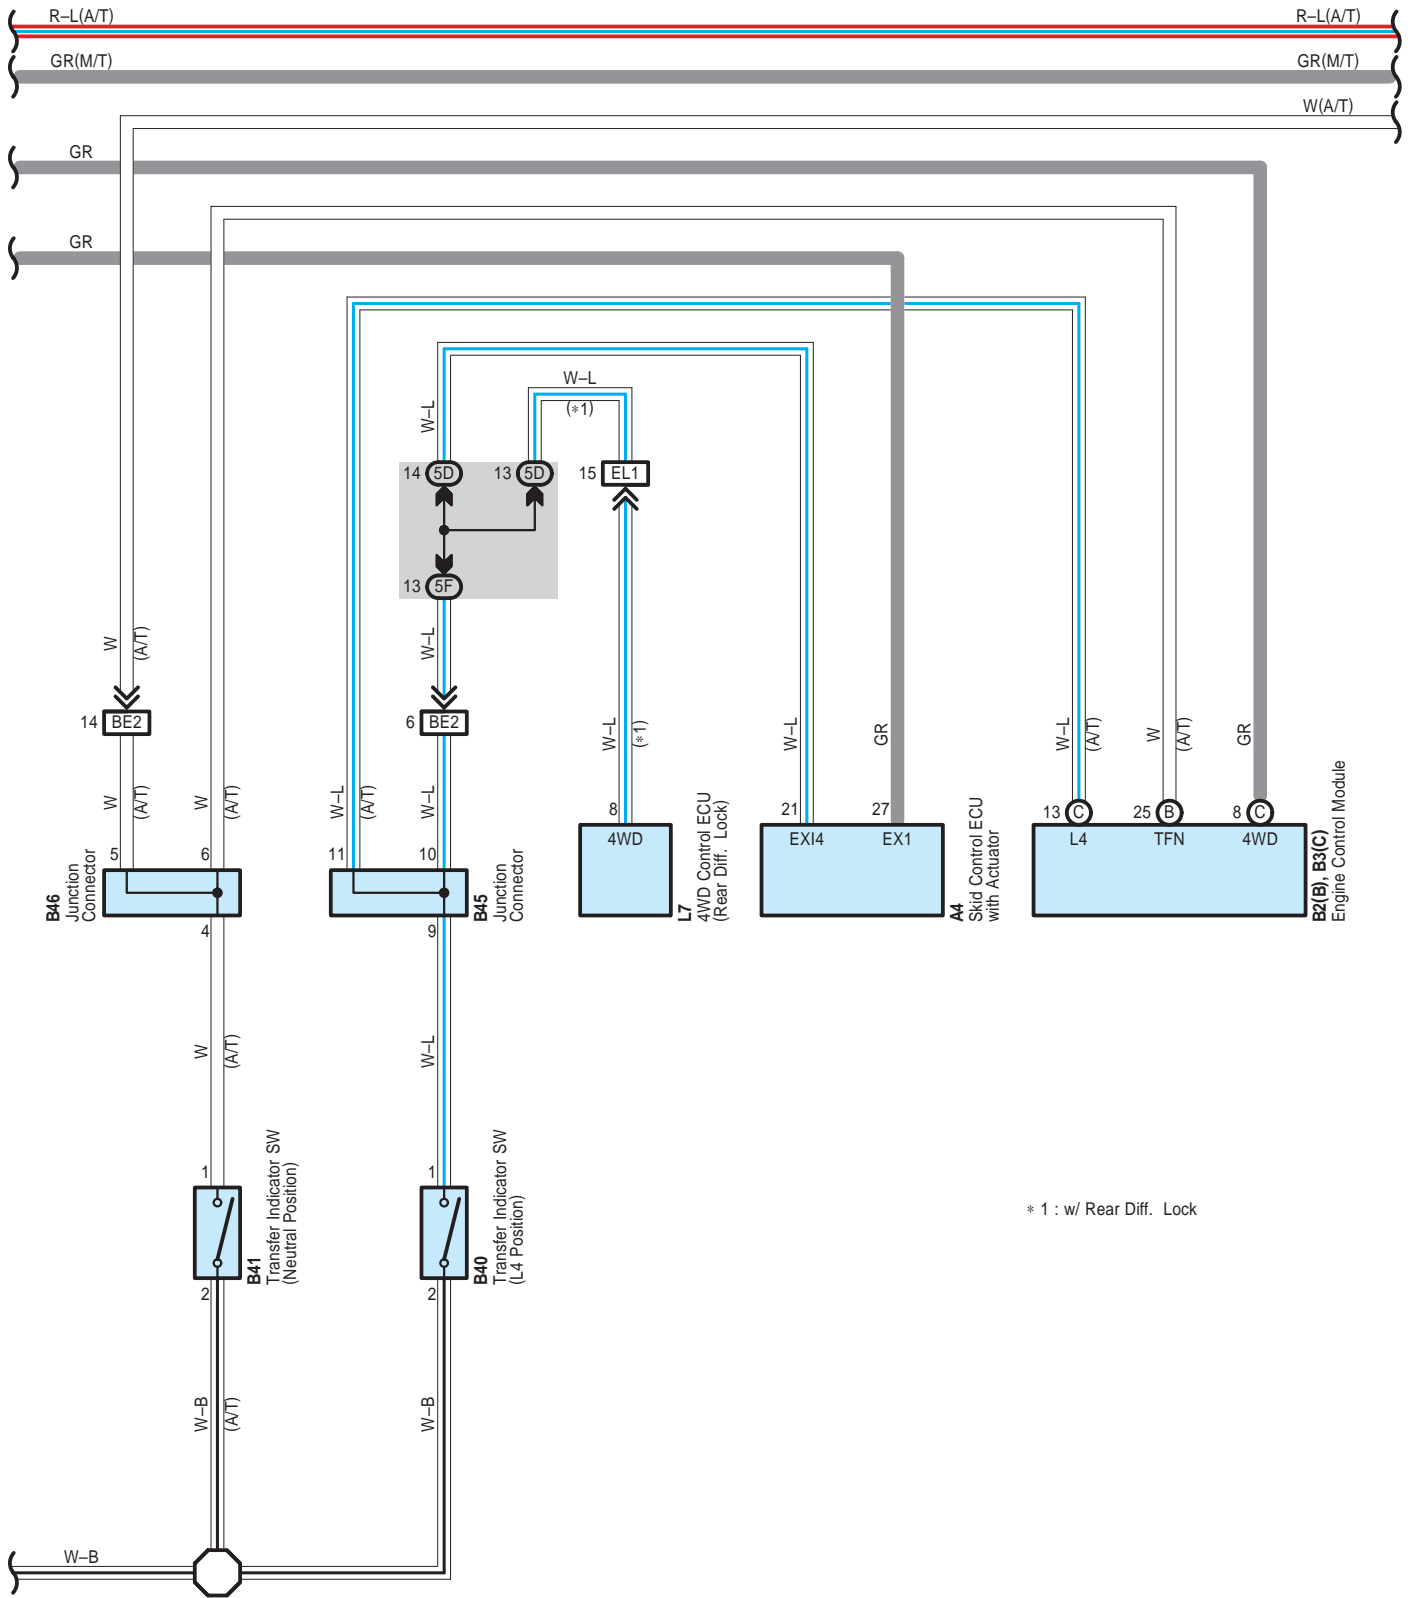 R–L(A/T) R–L(A/T)
GR(M/T) GR(M/T)
W(A/T)
GR
GR
W–L
(∗1)
W–L
14 5D 13 5D 15 EL1
13 5F
W (A/T) W–L
14 BE2 6 BE2
W–L (∗1) W–L GR W–L (A/T) W (A/T) GR
W (A/T) W (A/T) W–L (A/T) W–L
8 21 27 13 C 25 B 8 C
4WD EXI4 EX1 L4 TFN 4WD
5 6 11 10
B46
Junction
Connector
B45
Junction
Connector
L7
4WD Control ECU
(Rear Diff. Lock)
A4
Skid Control ECU
with Actuator
B2(B), B3(C)
Engine Control Module
4 9
W (A/T) W–L
1 1
B41
Transfer Indicator SW
(Neutral Position)
B40
Transfer Indicator SW
(L4 Position)
∗ 1 : w/ Rear Diff. Lock
2 2
W–B (A/T) W–B
W–B